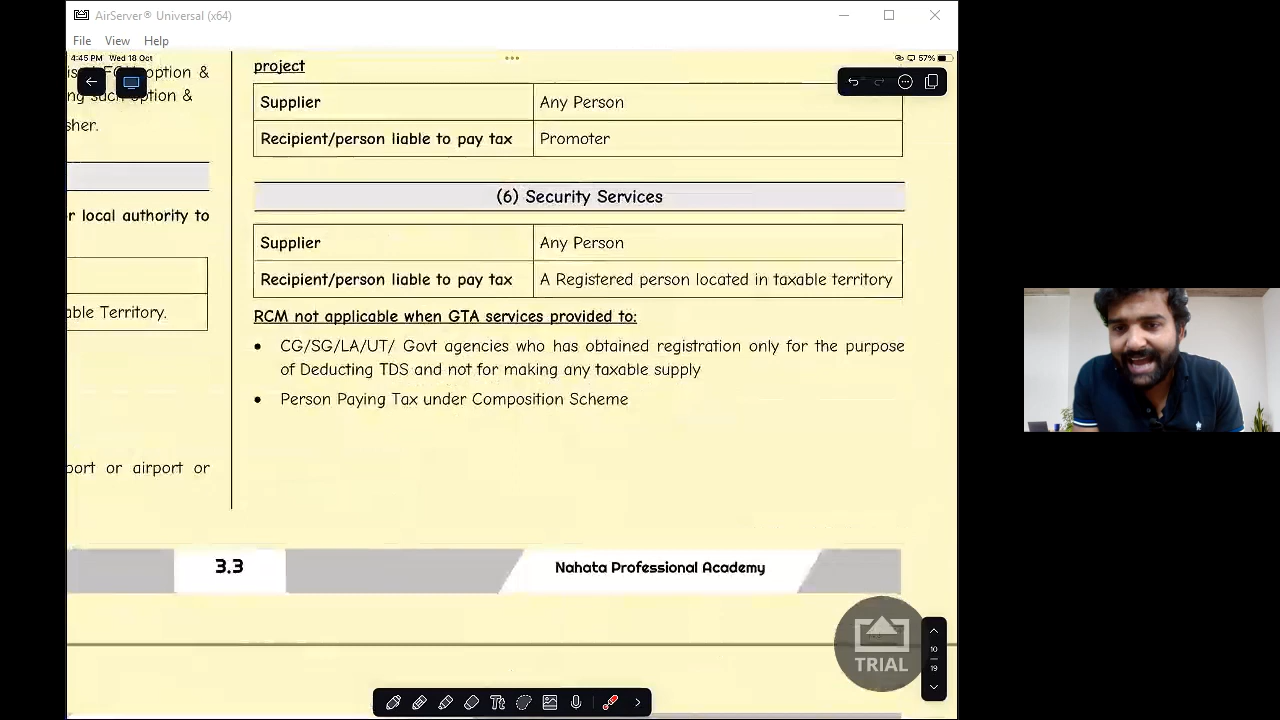 AirServer® Universal (x64)
File View Help
4:45 PM Wed 18 Oct
57%
option &
ng such option &
sher.
r local authority to
able Territory.
port or airport or
project
Supplier Any Person
Recipient/person liable to pay tax Promoter
(6) Security Services
Supplier Any Person
Recipient/person liable to pay tax A Registered person located in taxable territory
RCM not applicable when GTA services provided to:
• CG/SG/LA/UT/ Govt agencies who has obtained registration only for the purpose
of Deducting TDS and not for making any taxable supply
• Person Paying Tax under Composition Scheme
3.3 Nahata Professional Academy
TRIAL
10
19
Tt